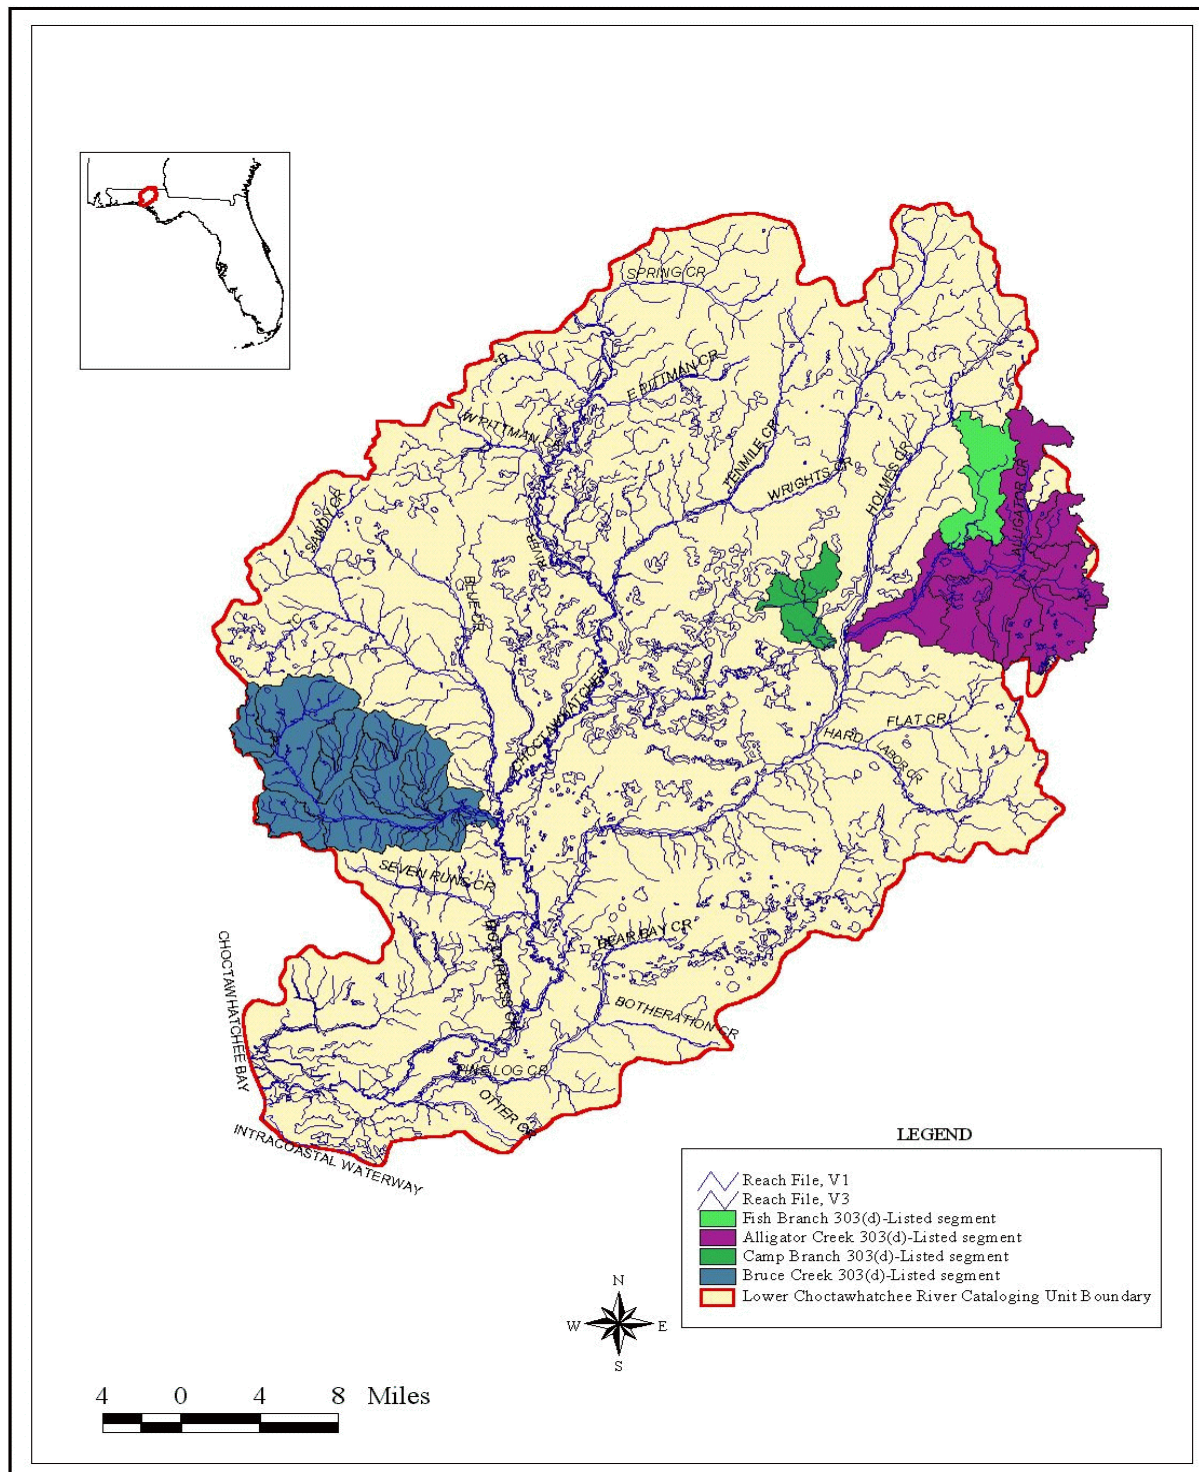 SPRING CR
E PITTMAN CR
W PITTMAN CR
TENMILE CR
WRIGHTS CR
HOLMES CR
ALLIGATOR CR
SANDY CR
RIVER
BLUE CR
CHOCTAWHATCHEE
FLAT CR
HARD LABOR CR
SEVEN RUNS CR
BEAR BAY CR
BOTHERATION CR
PINE LOG CR
OTTER CR
CHOCTAWHATCHEE BAY
INTRACOASTAL WATERWAY
LEGEND
Reach File, V1
Reach File, V3
Fish Branch 303(d)-Listed segment
Alligator Creek 303(d)-Listed segment
Camp Branch 303(d)-Listed segment
Bruce Creek 303(d)-Listed segment
Lower Choctawhatchee River Cataloging Unit Boundary
N
W E
S
4 0 4 8 Miles